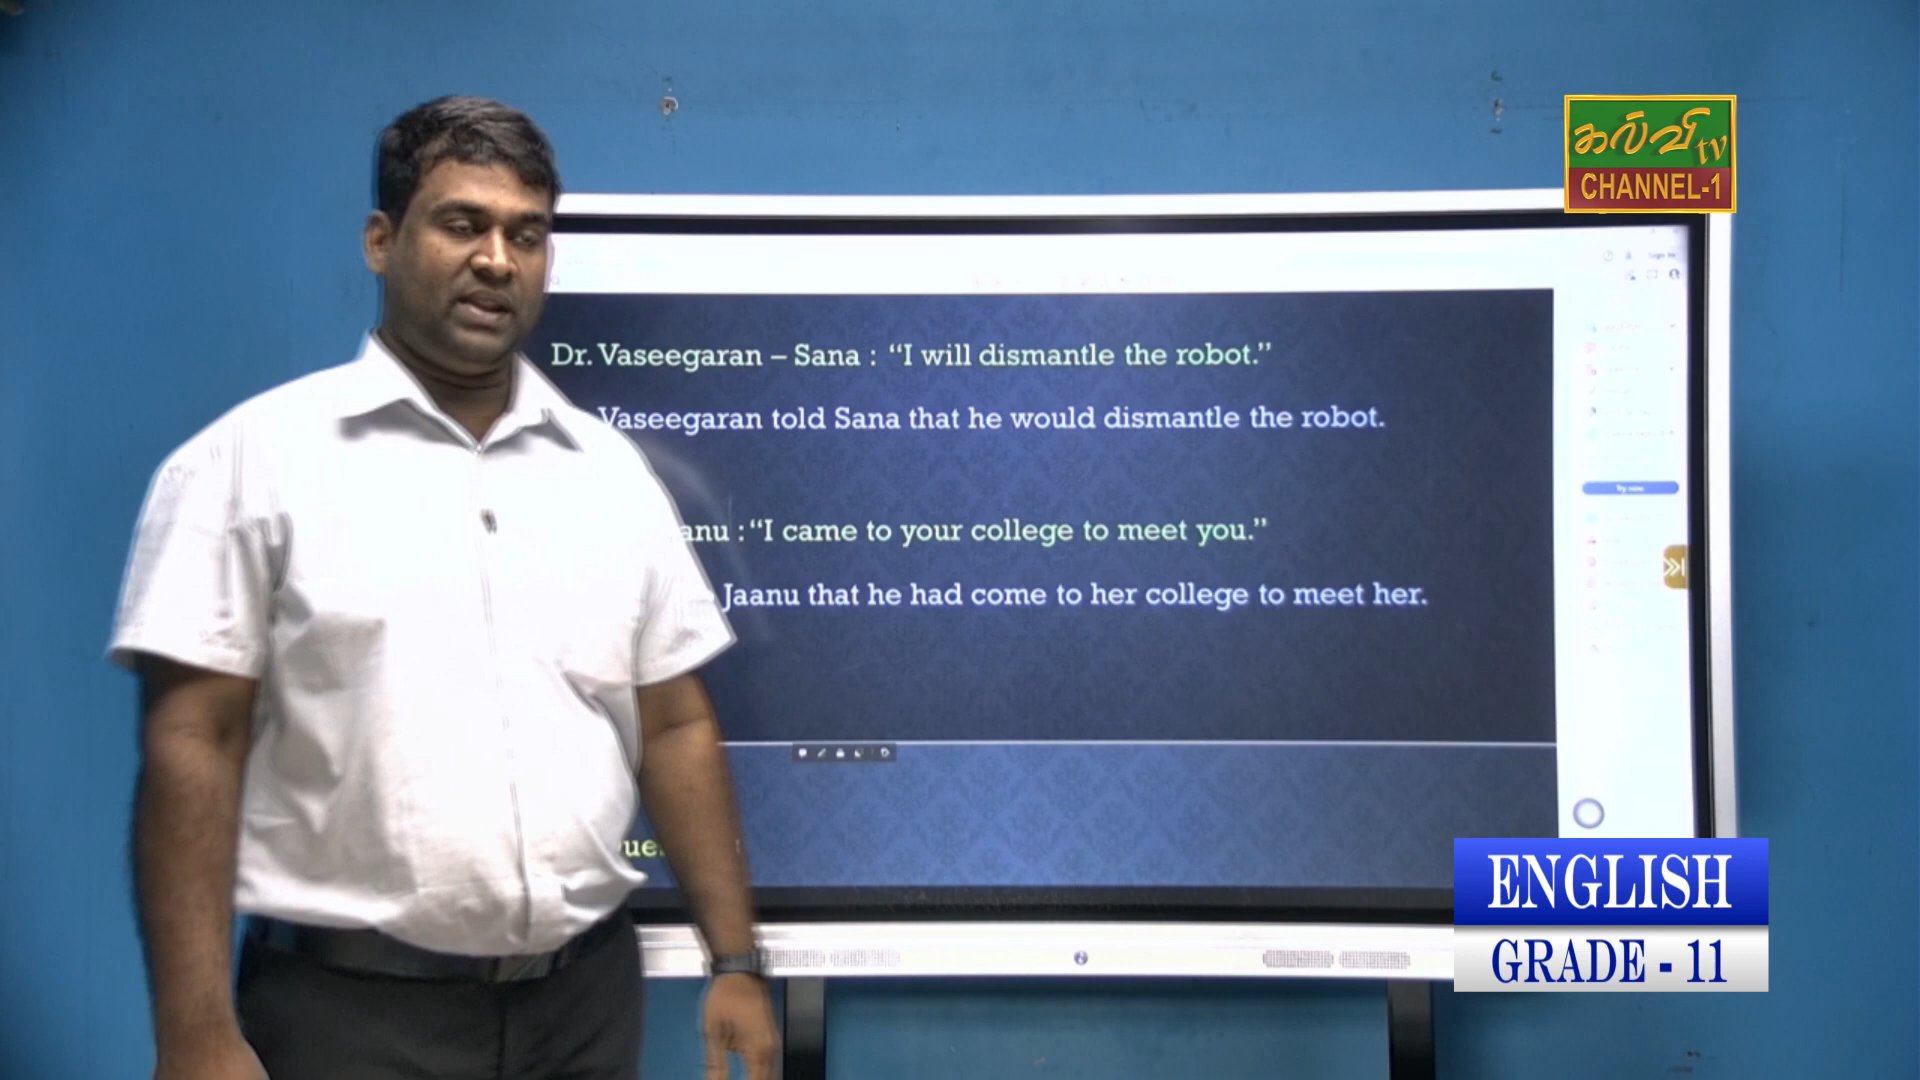 கல்வி tv
CHANNEL-1
Dr. Vaseegaran – Sana : “I will dismantle the robot.”
Vaseegaran told Sana that he would dismantle the robot.
anu : “I came to your college to meet you.”
Jaanu that he had come to her college to meet her.
Try now
ENGLISH
GRADE - 11